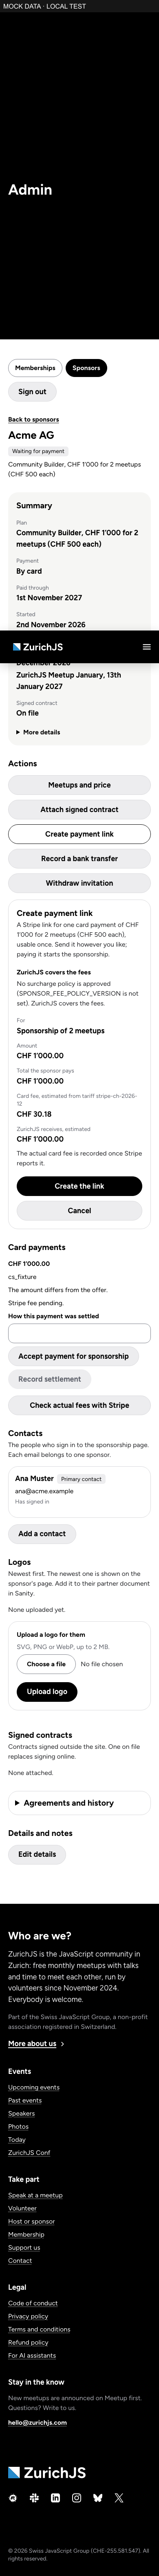 MOCK DATA · LOCAL TEST
Admin
Memberships
Sponsors
Sign out
Back to sponsors
Acme AG
Waiting for payment
Community Builder, CHF 1'000 for 2 meetups
(CHF 500 each)
Summary
Plan
Community Builder, CHF 1'000 for 2
meetups (CHF 500 each)
Payment
By card
Paid through
1st November 2027
Started
2nd November 2026
ZurichJS
December 2026
ZurichJS Meetup January, 13th
January 2027
Signed contract
On file
More details
Actions
Meetups and price
Attach signed contract
Create payment link
Record a bank transfer
Withdraw invitation
Create payment link
A Stripe link for one card payment of CHF
1'000 for 2 meetups (CHF 500 each),
usable once. Send it however you like;
paying it starts the sponsorship.
ZurichJS covers the fees
No surcharge policy is approved
(SPONSOR_FEE_POLICY_VERSION is not
set). ZurichJS covers the fees.
For
Sponsorship of 2 meetups
Amount
CHF 1'000.00
Total the sponsor pays
CHF 1'000.00
Card fee, estimated from tariff stripe-ch-2026-
12
CHF 30.18
ZurichJS receives, estimated
CHF 1'000.00
The actual card fee is recorded once Stripe
reports it.
Create the link
Cancel
Card payments
CHF 1'000.00
cs_fixture
The amount differs from the offer.
Stripe fee pending.
How this payment was settled
Accept payment for sponsorship
Record settlement
Check actual fees with Stripe
Contacts
The people who sign in to the sponsorship page.
Each email belongs to one sponsor.
Ana Muster
Primary contact
ana@acme.example
Has signed in
Add a contact
Logos
Newest first. The newest one is shown on the
sponsor's page. Add it to their partner document
in Sanity.
None uploaded yet.
Upload a logo for them
SVG, PNG or WebP, up to 2 MB.
Choose a file
No file chosen
Upload logo
Signed contracts
Contracts signed outside the site. One on file
replaces signing online.
None attached.
Agreements and history
Details and notes
Edit details
Who are we?
ZurichJS is the JavaScript community in
Zurich: free monthly meetups with talks
and time to meet each other, run by
volunteers since November 2024.
Everybody is welcome.
Part of the Swiss JavaScript Group, a non-profit
association registered in Switzerland.
More about us
Events
Upcoming events
Past events
Speakers
Photos
Today
ZurichJS Conf
Take part
Speak at a meetup
Volunteer
Host or sponsor
Membership
Support us
Contact
Legal
Code of conduct
Privacy policy
Terms and conditions
Refund policy
For AI assistants
Stay in the know
New meetups are announced on Meetup first.
Questions? Write to us.
hello@zurichjs.com
ZurichJS
© 2026 Swiss JavaScript Group (CHE-255.581.547). All
rights reserved.